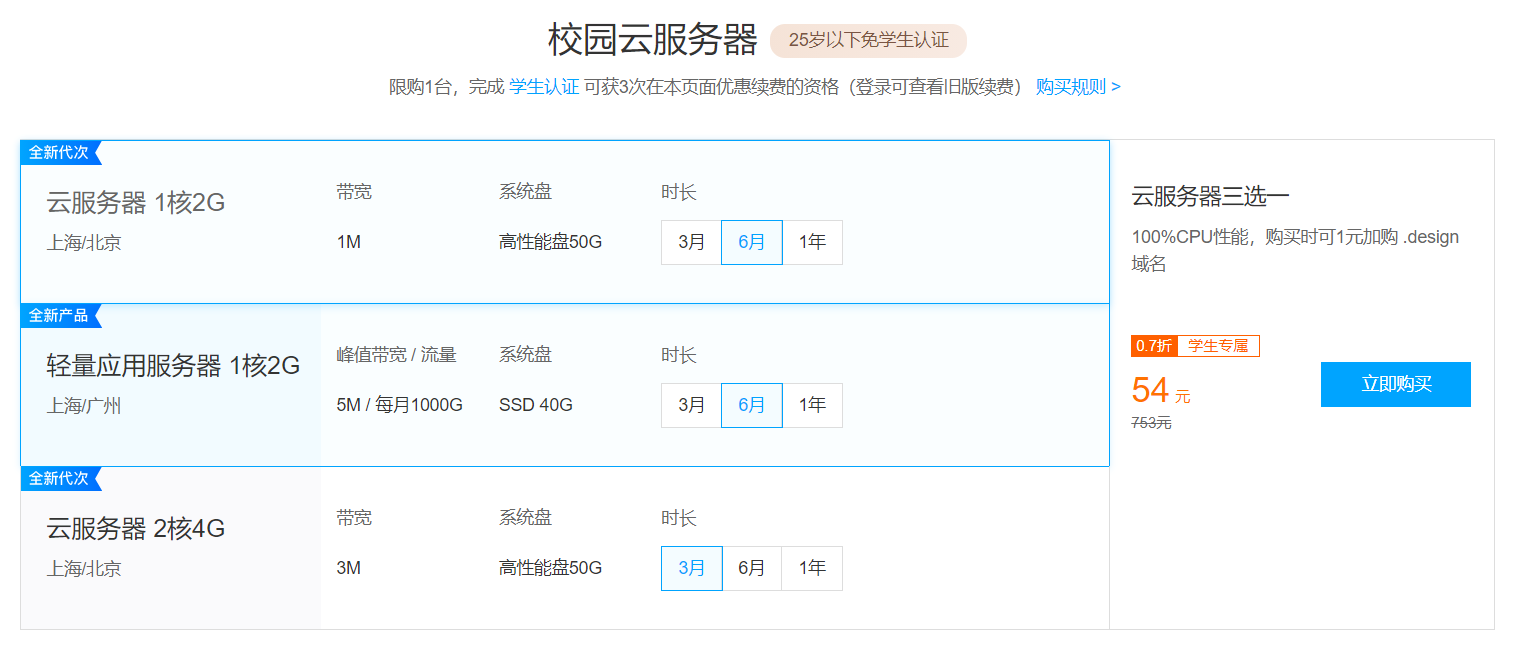 校园云服务器 25岁以下免学生认证
限购1台，完成 学生认证 可获3次在本页面优惠续费的资格（登录可查看旧版续费） 购买规则 >
全新代次
云服务器 1核2G
上海/北京
带宽
1M
系统盘
高性能盘50G
时长
3月 6月 1年
全新产品
轻量应用服务器 1核2G
上海/广州
峰值带宽 / 流量
5M / 每月1000G
系统盘
SSD 40G
时长
3月 6月 1年
全新代次
云服务器 2核4G
上海/北京
带宽
3M
系统盘
高性能盘50G
时长
3月 6月 1年
云服务器三选一
100%CPU性能，购买时可1元加购 .design
域名
0.7折 学生专属
54 元
753元
立即购买